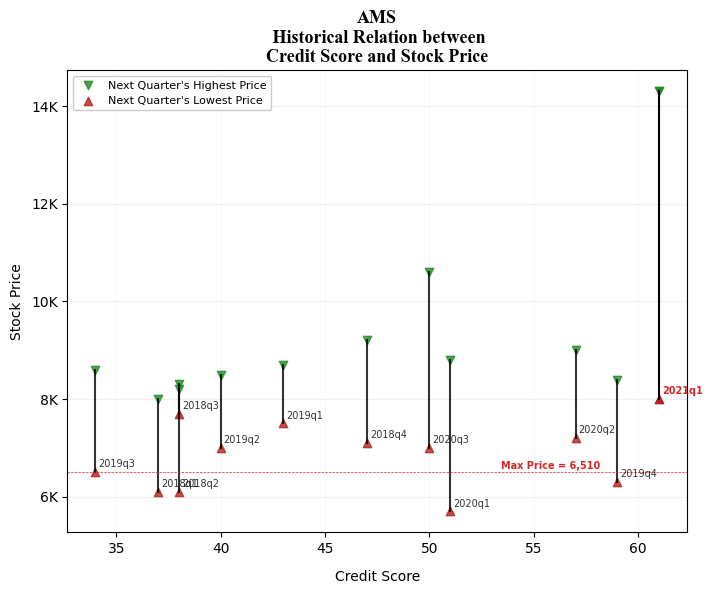 AMS
Historical Relation between
Credit Score and Stock Price
Next Quarter's Highest Price
Next Quarter's Lowest Price
14K
12K
10K
8K
6K
Stock Price
2021q1
2018q3
2019q1
2019q2
2018q4
2020q3
2020q2
2019q3
Max Price = 6,510
2019q4
2018q1
2018q2
2020q1
35 40 45 50 55 60
Credit Score